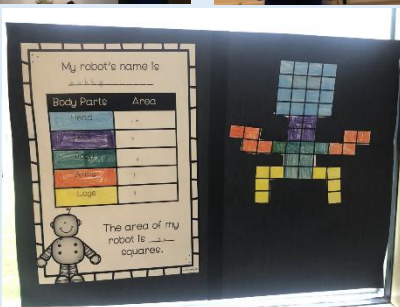 My robot's name is
Body Parts Area
Head
Arms
Legs
The area of my
robot is
squares.